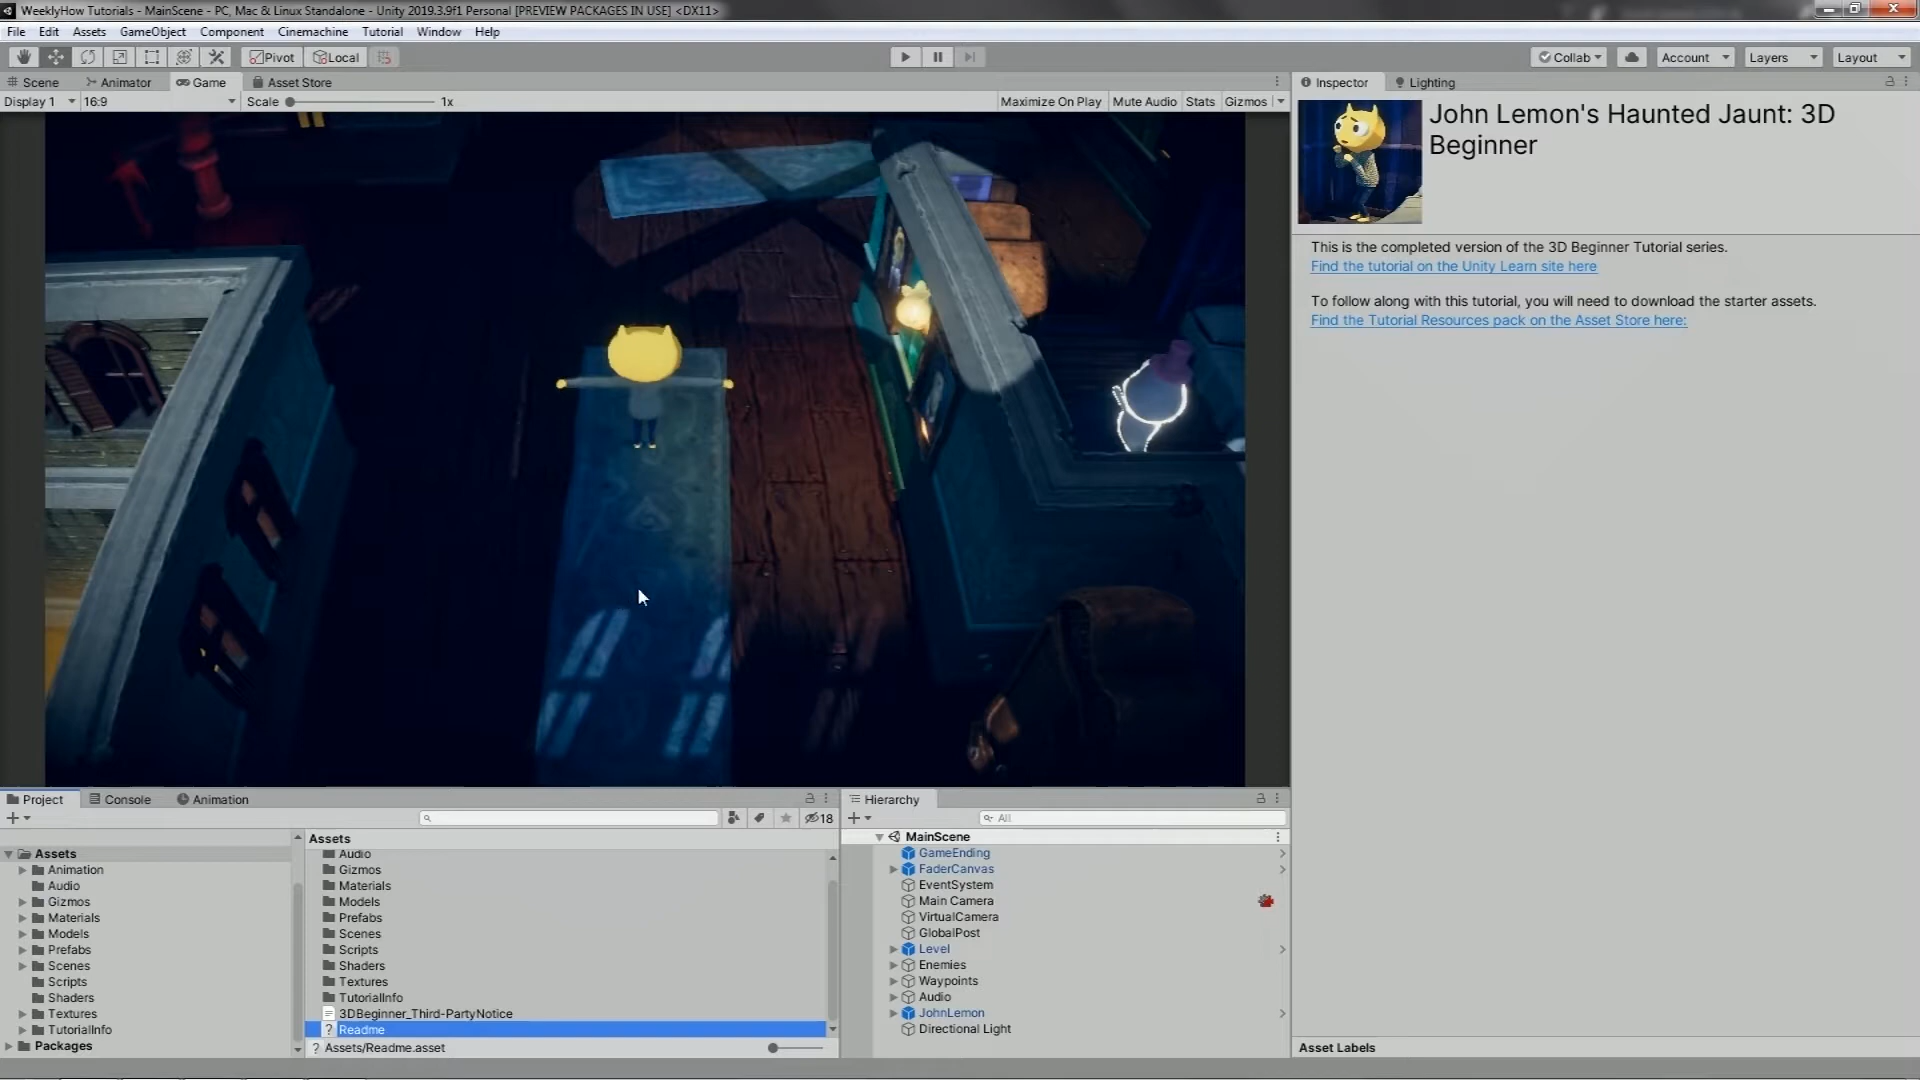 WeeklyHow Tutorials - MainScene - PC, Mac & Linux Standalone - Unity 2019.3.9f1 Personal [PREVIEW PACKAGES IN USE] <DX11>
File Edit Assets GameObject Component Cinemachine Tutorial Window Help
Pivot Local Collab Account Layers Layout
Scene Animator Game Asset Store
Display 1 16:9 Scale 1x Maximize On Play Mute Audio Stats Gizmos
Inspector Lighting
John Lemon's Haunted Jaunt: 3D
Beginner
This is the completed version of the 3D Beginner Tutorial series.
Find the tutorial on the Unity Learn site here
To follow along with this tutorial, you will need to download the starter assets.
Find the Tutorial Resources pack on the Asset Store here:
Project Console Animation
18
Assets
Animation
Audio
Gizmos
Materials
Models
Prefabs
Scenes
Scripts
Shaders
Textures
TutorialInfo
Packages
Assets
Audio
Gizmos
Materials
Models
Prefabs
Scenes
Scripts
Shaders
Textures
TutorialInfo
3DBeginner_Third-PartyNotice
Readme
Assets/Readme.asset
Hierarchy
All
MainScene
GameEnding
FaderCanvas
EventSystem
Main Camera
VirtualCamera
GlobalPost
Level
Enemies
Waypoints
Audio
JohnLemon
Directional Light
Asset Labels